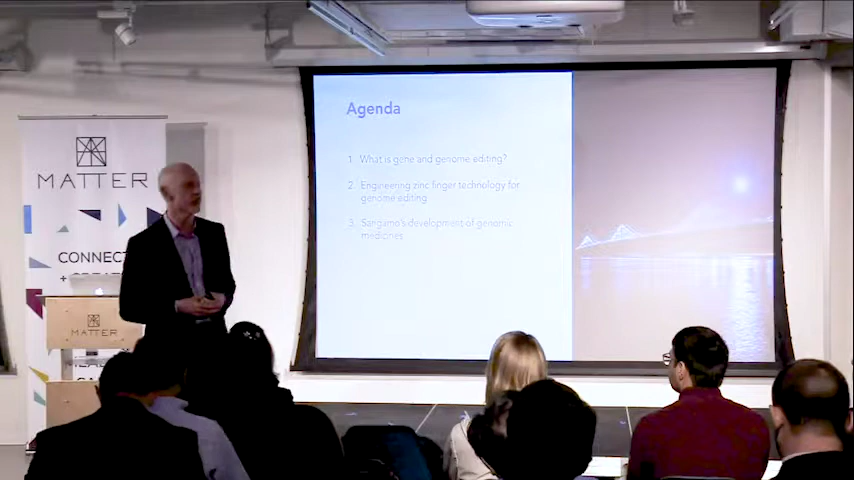 MATTER
CONNECT
MATTER
Agenda
1. What is gene and genome editing?
2. Engineering zinc finger technology for
genome editing
3. Sangamo's development of genomic
medicines